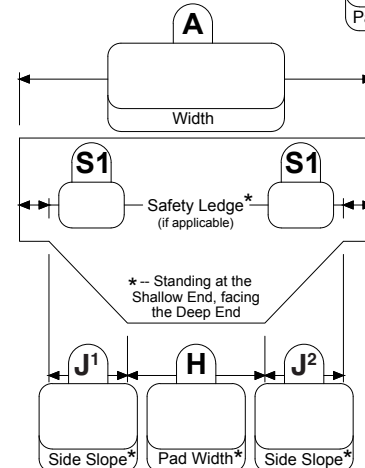 Pa
A
Width
S1
S1
Safety Ledge*
(if applicable)
* -- Standing at the
Shallow End, facing
the Deep End
J¹
H
J²
Side Slope*
Pad Width*
Side Slope*